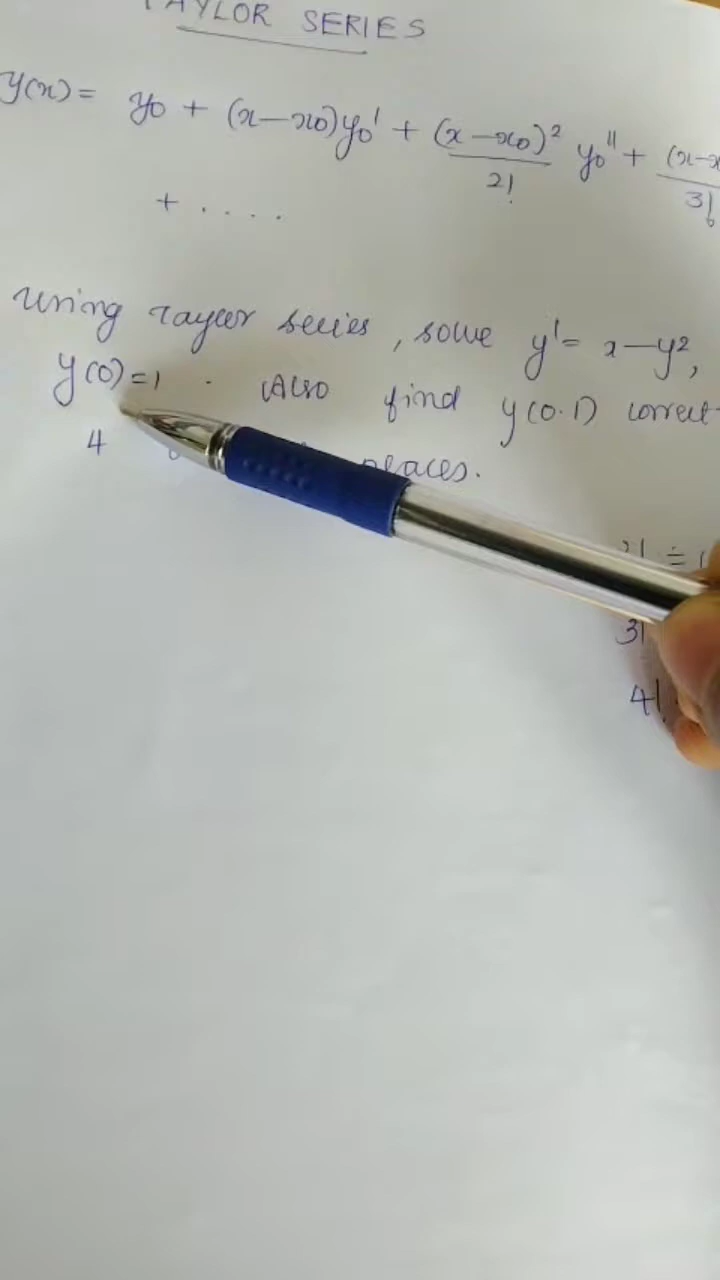 TAYLOR SERIES
y(x) = y₀ + (x-x₀)y₀' + (x-x₀)²/2! y₀'' + (x-x 3!
+ ....
Using Taylor series, solve y' = x-y²,
y(0)=1. Also find y(0.1) correct
4 places.
2! =
3!
4!